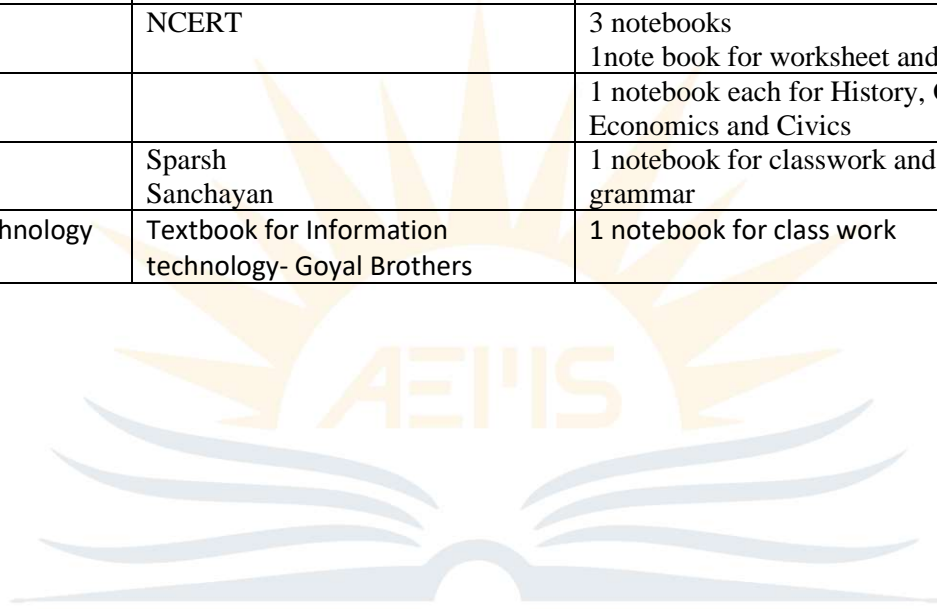 NCERT
3 notebooks
1note book for worksheet and
1 notebook each for History,
Economics and Civics
Sparsh
1 notebook for classwork and
Sanchayan
grammar
hnology
Textbook for Information
1 notebook for class work
technology- Goyal Brothers
AEMS